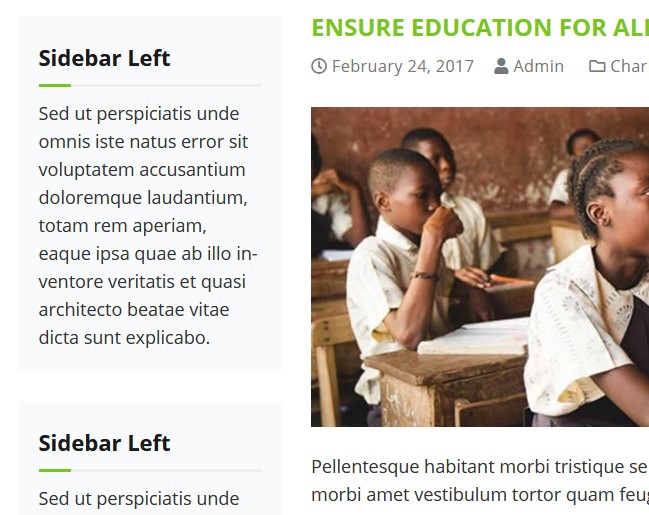 Sidebar Left
Sed ut perspiciatis unde
omnis iste natus error sit
voluptatem accusantium
doloremque laudantium,
totam rem aperiam,
eaque ipsa quae ab illo in-
ventore veritatis et quasi
architecto beatae vitae
dicta sunt explicabo.
Sidebar Left
Sed ut perspiciatis unde
ENSURE EDUCATION FOR ALL
February 24, 2017 Admin Char
Pellentesque habitant morbi tristique se
morbi amet vestibulum tortor quam feug